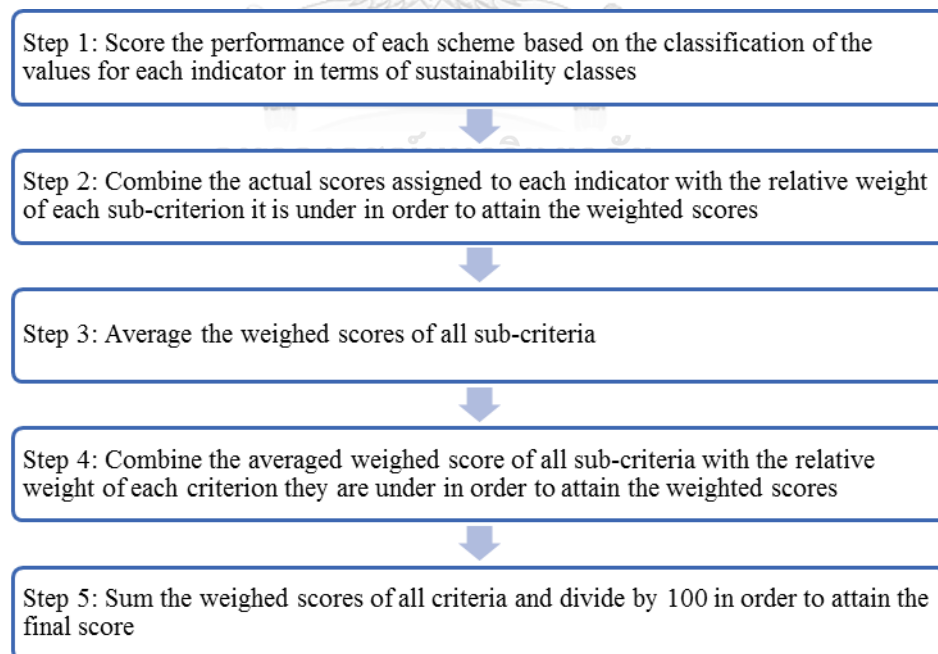 Step 1: Score the performance of each scheme based on the classification of the
values for each indicator in terms of sustainability classes
Step 2: Combine the actual scores assigned to each indicator with the relative weight
of each sub-criterion it is under in order to attain the weighted scores
Step 3: Average the weighed scores of all sub-criteria
Step 4: Combine the averaged weighed score of all sub-criteria with the relative
weight of each criterion they are under in order to attain the weighted scores
Step 5: Sum the weighed scores of all criteria and divide by 100 in order to attain the
final score